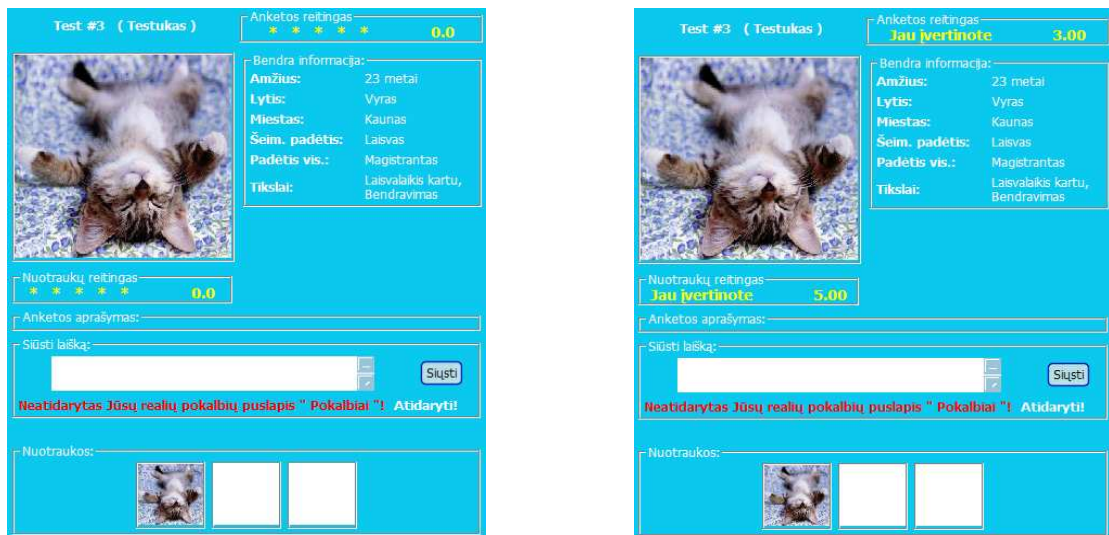 Test #3 ( Testukas )
Anketos reitingas
* * * * * 0.0
Bendra informacija:
Amžius: 23 metai
Lytis: Vyras
Miestas: Kaunas
Šeim. padėtis: Laisvas
Padėtis vis.: Magistrantas
Tikslai: Laisvalaikis kartu,
Bendravimas
Nuotraukų reitingas
* * * * * 0.0
Anketos aprašymas:
Siūsti laišką:
Siųsti
Neatidarytas Jūsų realių pokalbių puslapis " Pokalbiai "! Atidaryti!
Nuotraukos:
Test #3 ( Testukas )
Anketos reitingas
Jau įvertinote 3.00
Bendra informacija:
Amžius: 23 metai
Lytis: Vyras
Miestas: Kaunas
Šeim. padėtis: Laisvas
Padėtis vis.: Magistrantas
Tikslai: Laisvalaikis kartu,
Bendravimas
Nuotraukų reitingas
Jau įvertinote 5.00
Anketos aprašymas:
Siūsti laišką:
Siųsti
Neatidarytas Jūsų realių pokalbių puslapis " Pokalbiai "! Atidaryti!
Nuotraukos: